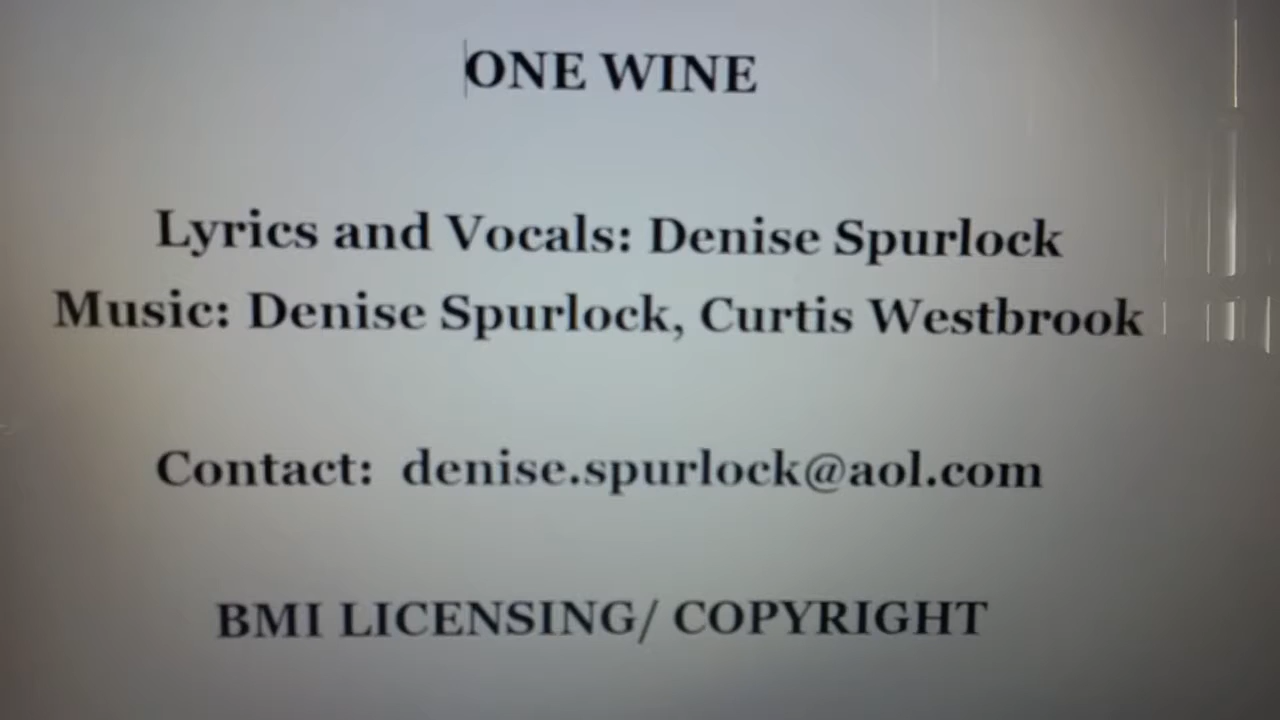 ONE WINE
Lyrics and Vocals: Denise Spurlock
Music: Denise Spurlock, Curtis Westbrook
Contact: denise.spurlock@aol.com
BMI LICENSING/ COPYRIGHT